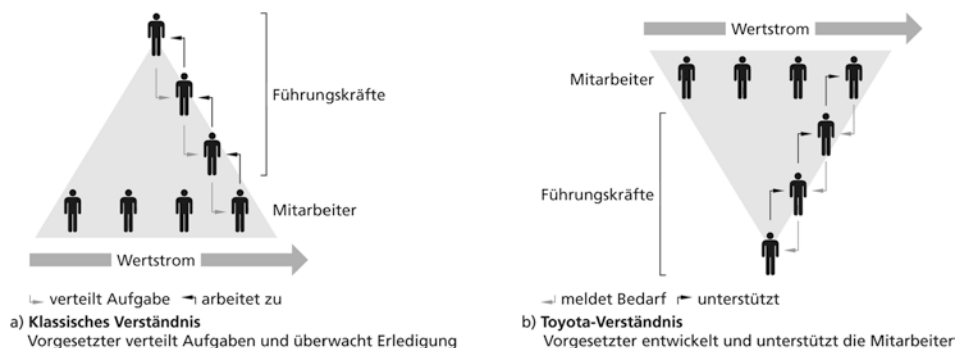 Führungskräfte
Mitarbeiter
Wertstrom
verteilt Aufgabe arbeitet zu
a) Klassisches Verständnis
Vorgesetzter verteilt Aufgaben und überwacht Erledigung
Wertstrom
Mitarbeiter
Führungskräfte
meldet Bedarf unterstützt
b) Toyota-Verständnis
Vorgesetzter entwickelt und unterstützt die Mitarbeiter